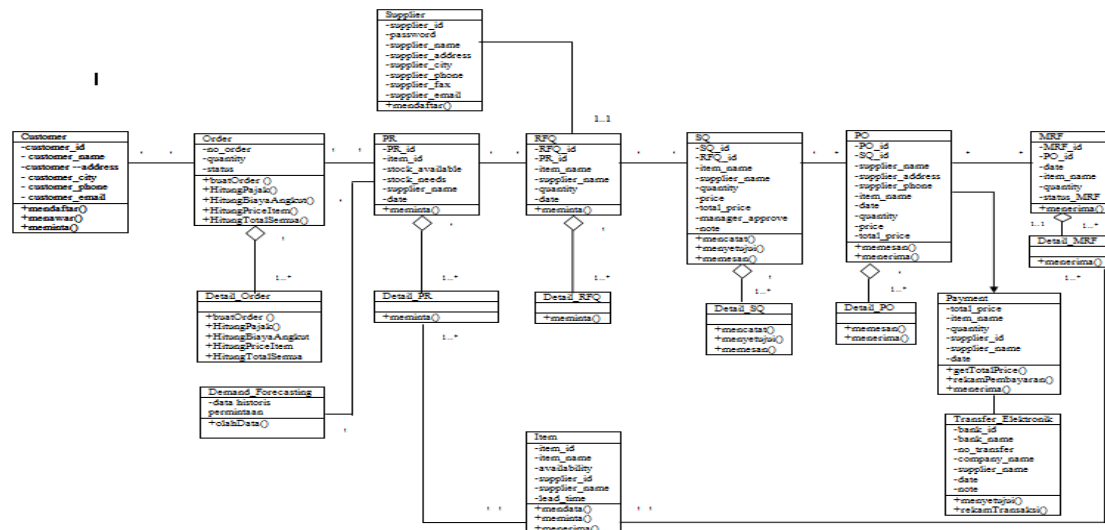 Supplier
-supplier_id
-password
-supplier_name
-supplier_address
-supplier_city
-supplier_phone
-supplier_fax
-supplier_email
+mendaftar()
1...1
Customer
-customer_id
- customer_name
-customer --address
- customer_city
- customer_phone
- customer_email
+mendaftar()
+menawar()
+meminta()
Order
-no_order
-quantity
-status
+buatOrder ()
+HitungPajak()
+HitungBiayaAngkut()
+HitungPriceItem()
+HitungTotalSemua()
PR
-PR_id
-item_id
-stock_available
-stock_needs
-supplier_name
-date
+meminta()
RFQ
-RFQ_id
-PR_id
-item_name
-supplier_name
-quantity
-date
+meminta()
SQ
-SQ_id
-RFQ_id
-item_name
-supplier_name
-quantity
-price
-total_price
-manager_approve
-note
+mencatat()
+menyetujui()
+memesan()
PO
-PO_id
-SQ_id
-supplier_name
-supplier_address
-supplier_phone
-item_name
-date
-quantity
-price
-total_price
+memesan()
+menerima()
MRF
-MRF_id
-PO_id
-date
-item_name
-quantity
-status_MRF
+menerima()
1...1
1...*
Detail_MRF
+menerima()
1...*
1...*
Detail_Order
+buatOrder ()
+HitungPajak()
+HitungBiayaAngkut
+HitungPriceItem
+HitungTotalSemua
1...*
Detail_PR
+meminta()
1...*
1...*
Detail_RFQ
+meminta()
1...*
Detail_SQ
+mencatat()
+menyetujui()
+memesan()
1...*
Detail_PO
+memesan()
+menerima()
Payment
-total_price
-item_name
-quantity
-supplier_id
-supplier_name
-date
+getTotalPrice()
+rekamPembayaran()
+menerima()
Demand_Forecasting
-data historis
permintaan
+olahData()
Transfer_Elektronik
-bank_id
-bank_name
-no_transfer
-company_name
-supplier_name
-date
-note
+menyetujui()
+rekamTransaksi()
Item
-item_id
-item_name
-availability
-supplier_id
-supplier_name
-lead_time
+mendata()
+meminta()
+menerima()